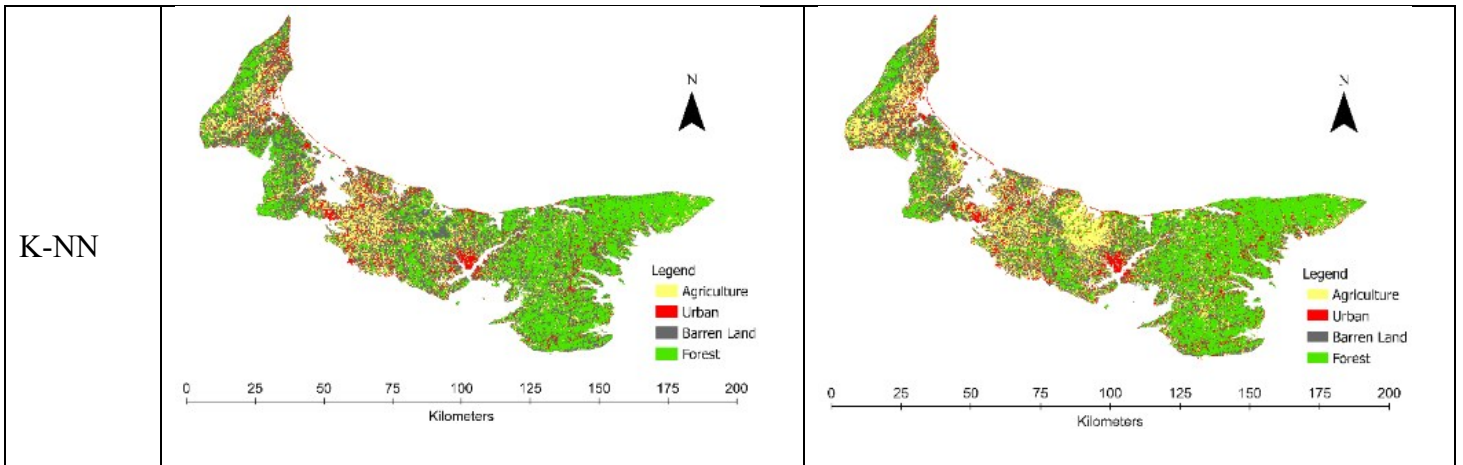 K-NN
N
Legend
Agriculture
Urban
Barren Land
Forest
0 25 50 75 100 125 150 175 200
Kilometers
N
Legend
Agriculture
Urban
Barren Land
Forest
0 25 50 75 100 125 150 175 200
Kilometers